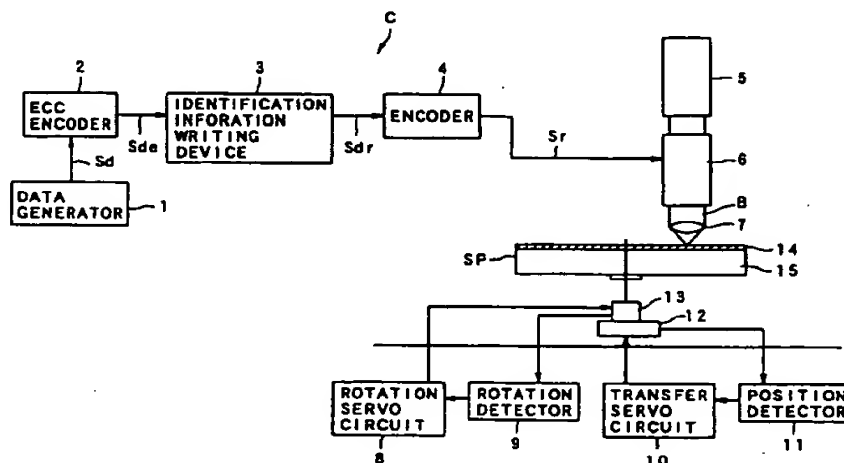 C
2
3
4
5
ECC
ENCODER
IDENTIFICATION
INFORATION
WRITING
DEVICE
ENCODER
Sde
Sdr
Sr
6
Sd
B
7
DATA
GENERATOR
1
14
SP
15
13
12
ROTATION
SERVO
CIRCUIT
ROTATION
DETECTOR
TRANSFER
SERVO
CIRCUIT
POSITION
DETECTOR
8
9
10
11